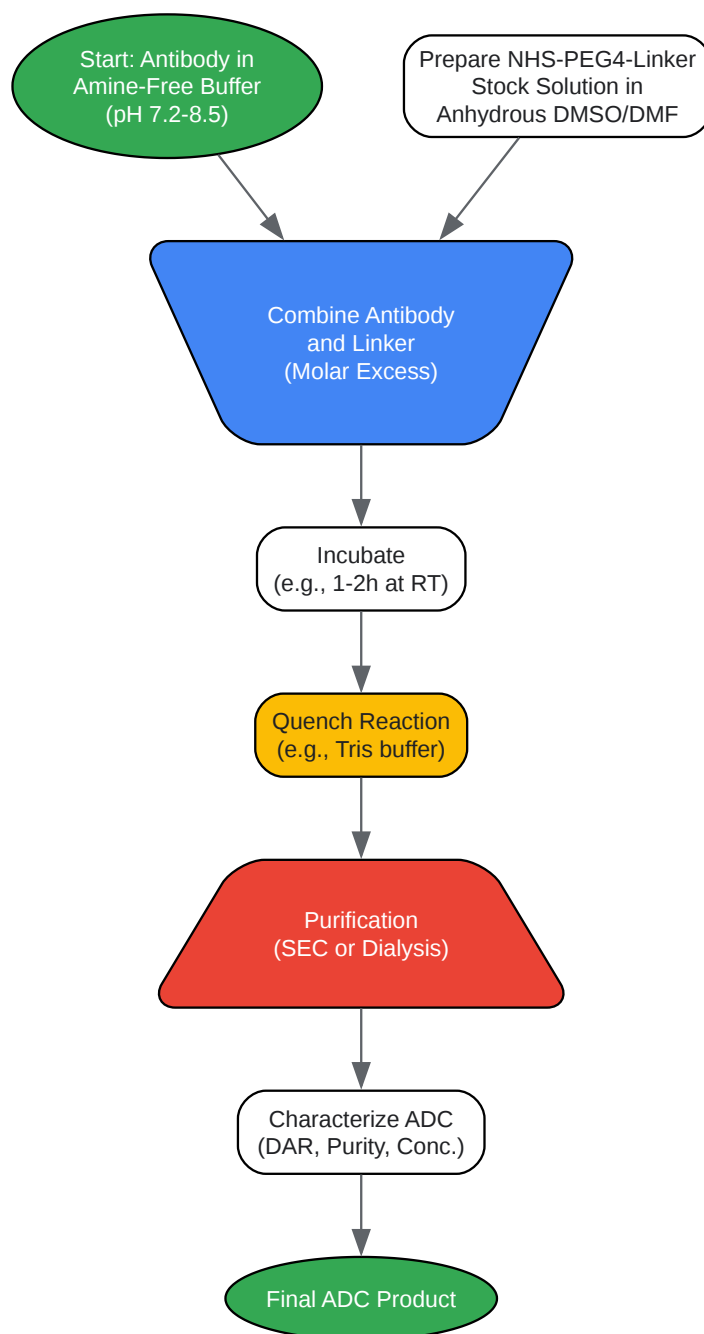 Start: Antibody in
Amine-Free Buffer
(pH 7.2-8.5)
Prepare NHS-PEG4-Linker
Stock Solution in
Anhydrous DMSO/DMF
Combine Antibody
and Linker
(Molar Excess)
Incubate
(e.g., 1-2h at RT)
Quench Reaction
(e.g., Tris buffer)
Purification
(SEC or Dialysis)
Characterize ADC
(DAR, Purity, Conc.)
Final ADC Product